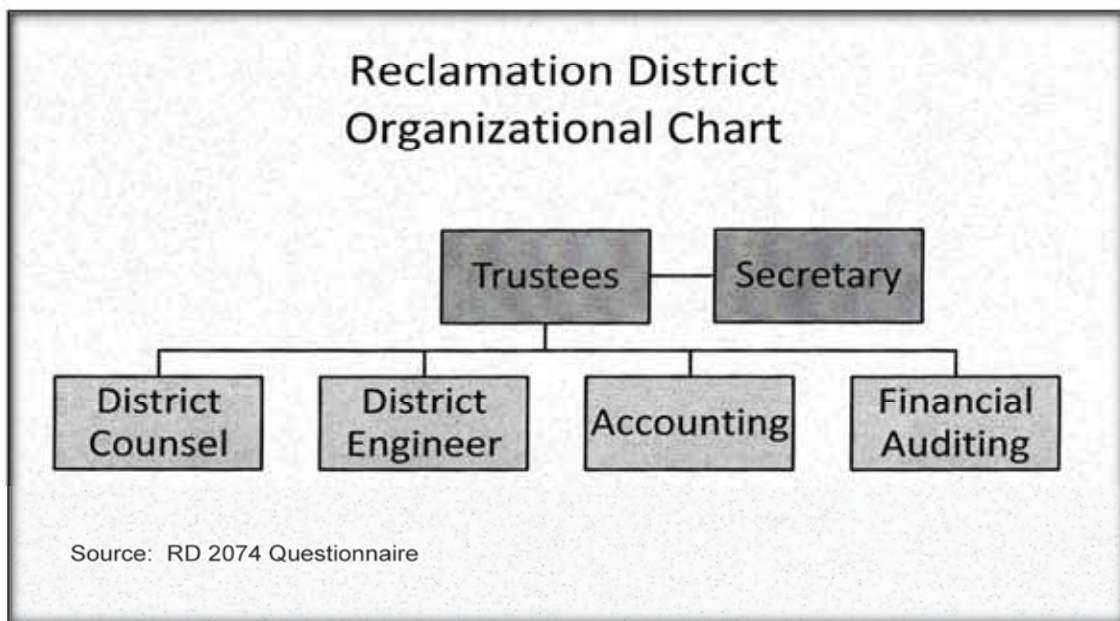 Reclamation District
Organizational Chart
Trustees
Secretary
District
Counsel
District
Engineer
Accounting
Financial
Auditing
Source: RD 2074 Questionnaire